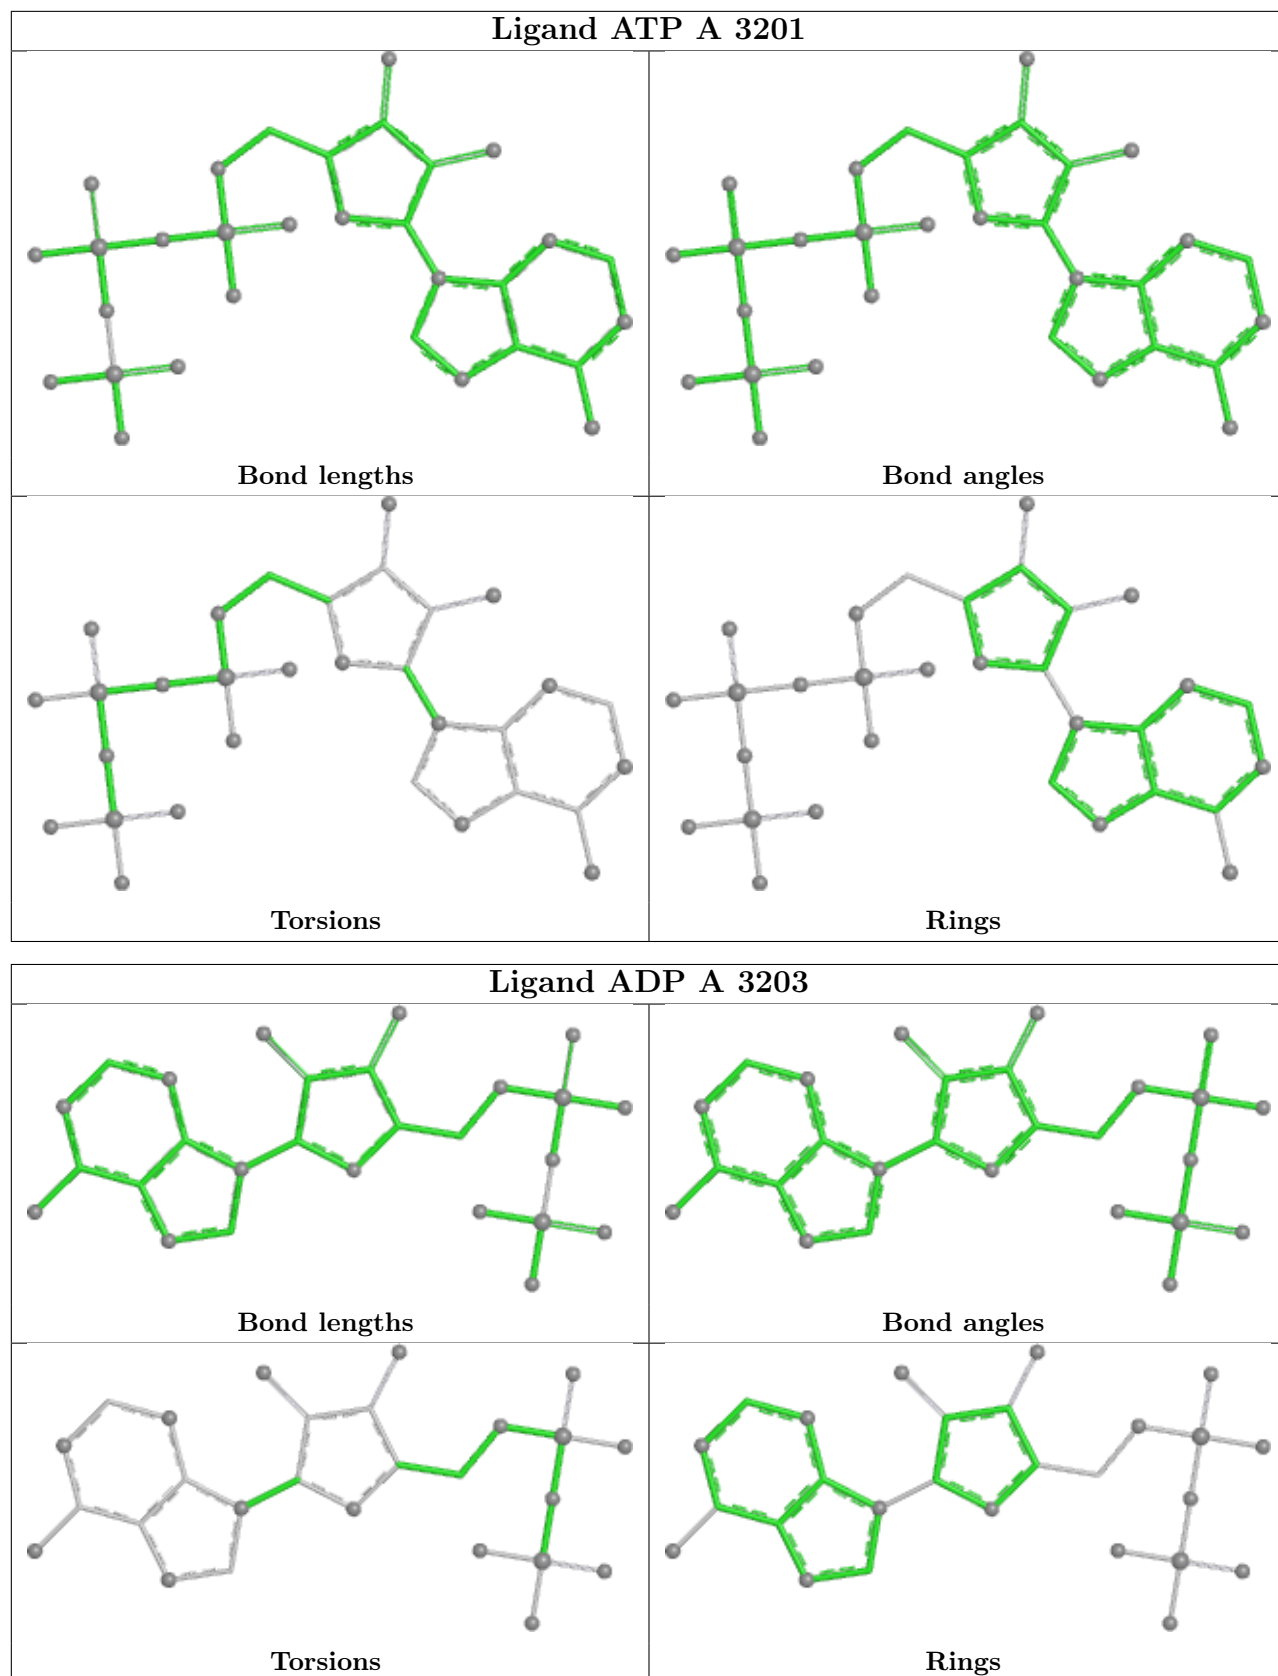 Ligand ATP A 3201
Bond lengths
Bond angles
Torsions
Rings
Ligand ADP A 3203
Bond lengths
Bond angles
Torsions
Rings